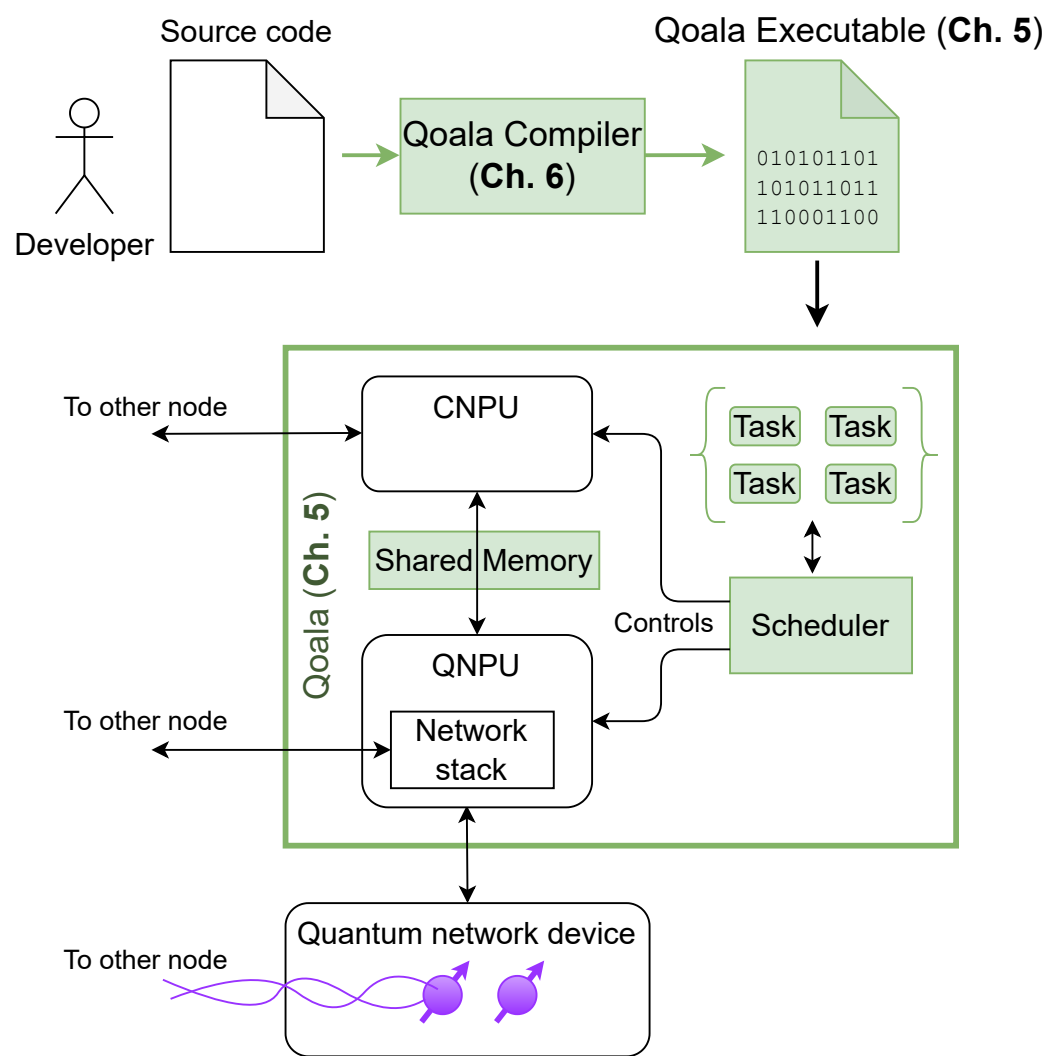 Source code
Qoala Executable (Ch. 5)
Developer
Qoala Compiler
(Ch. 6)
010101101
101011011
110001100
To other node
CNPU
Task
Task
Task
Task
Qoala (Ch. 5)
Shared Memory
Controls
Scheduler
QNPU
To other node
Network
stack
Quantum network device
To other node